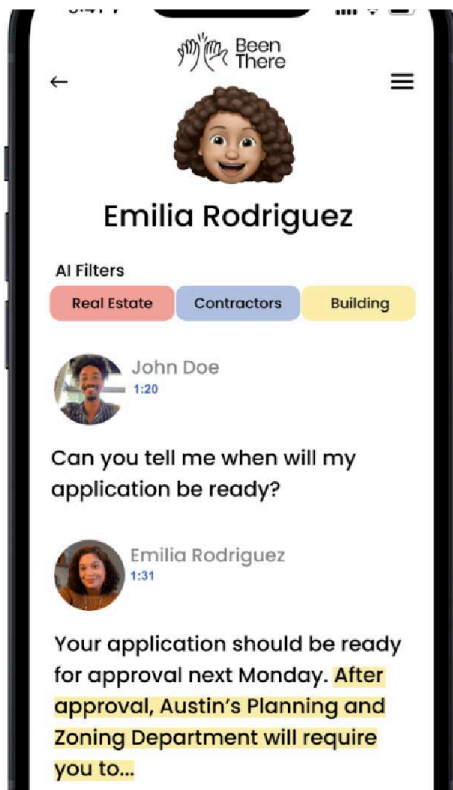 Been
There
Emilia Rodriguez
AI Filters
Real Estate Contractors Building
John Doe
1:20
Can you tell me when will my
application be ready?
Emilia Rodriguez
1:31
Your application should be ready
for approval next Monday. After
approval, Austin's Planning and
Zoning Department will require
you to...